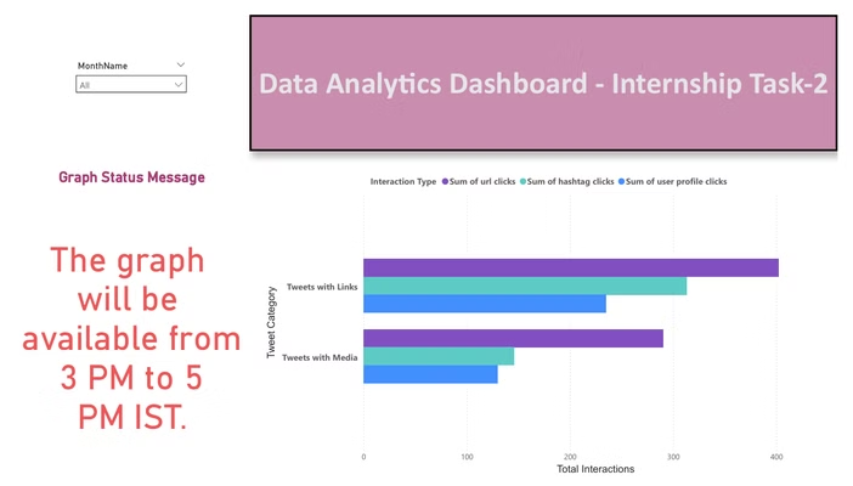 MonthName
All
Data Analytics Dashboard - Internship Task-2
Graph Status Message
The graph
will be
available from
3 PM to 5
PM IST.
Interaction Type Sum of url clicks Sum of hashtag clicks Sum of user profile clicks
Tweet Category
Tweets with Links
Tweets with Media
0 100 200 300 400
Total Interactions